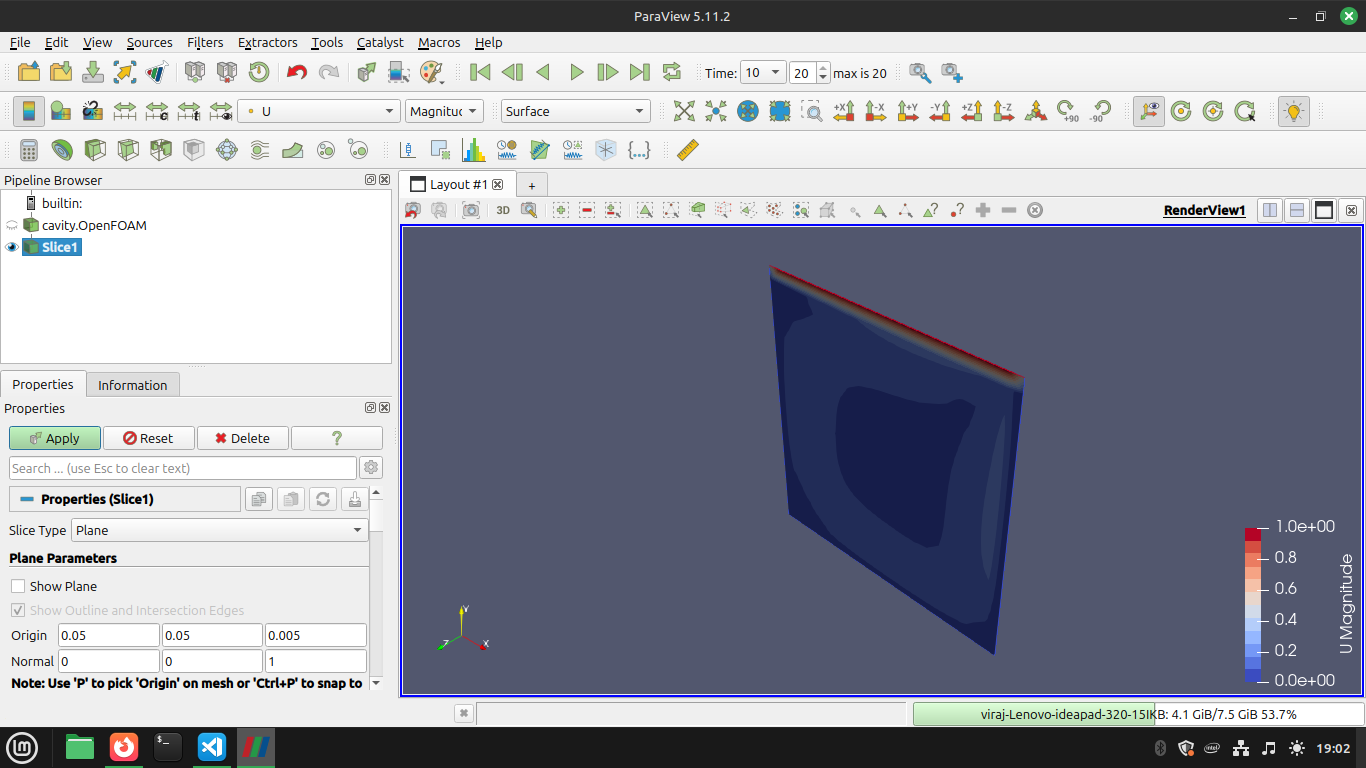 ParaView 5.11.2
File Edit View Sources Filters Extractors Tools Catalyst Macros Help
Time: 10 20 max is 20
U Magnituc Surface
+X -X +Y -Y +Z -Z +90 -90
Pipeline Browser
builtin:
cavity.OpenFOAM
Slice1
Layout #1 +
3D RenderView1
Properties Information
Properties
Apply Reset Delete ?
Search ... (use Esc to clear text)
Properties (Slice1)
Slice Type Plane
Plane Parameters
Show Plane
Show Outline and Intersection Edges
Origin 0.05 0.05 0.005
Normal 0 0 1
Note: Use 'P' to pick 'Origin' on mesh or 'Ctrl+P' to snap to
Y
Z X
1.0e+00
0.8
0.6
0.4
0.2
0.0e+00
U Magnitude
viraj-Lenovo-ideapad-320-15IKB: 4.1 GiB/7.5 GiB 53.7%
$_
intel
19:02